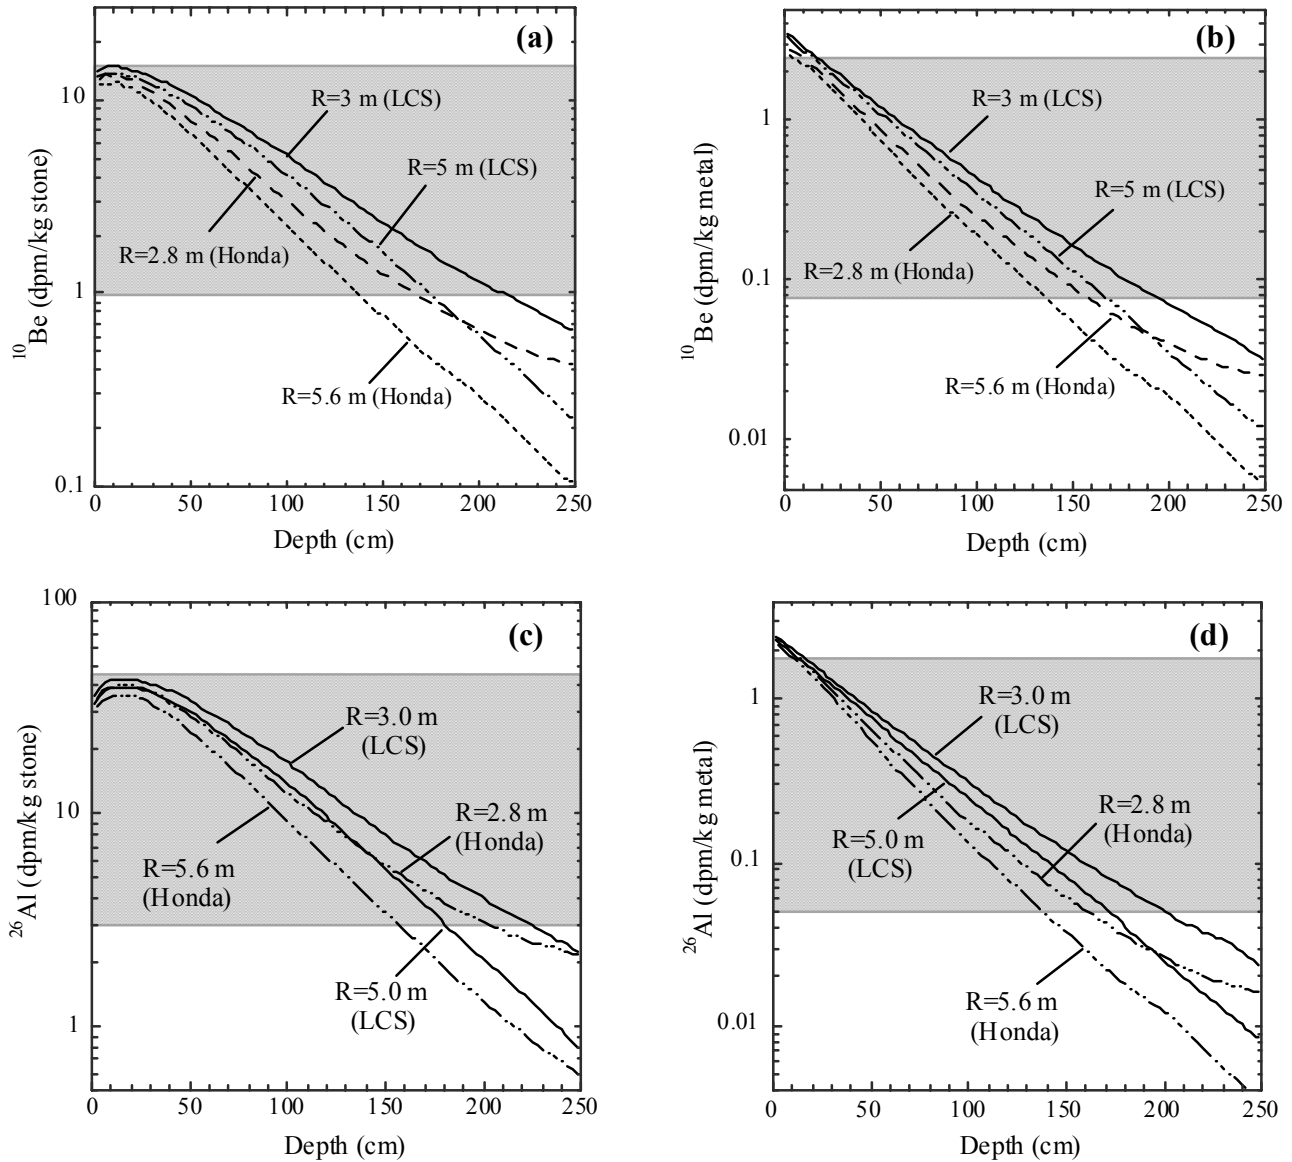 (a)
10
1
0.1
R=3 m (LCS)
R=5 m (LCS)
R=2.8 m (Honda)
R=5.6 m (Honda)
¹⁰Be (dpm/kg stone)
0 50 100 150 200 250
Depth (cm)
(b)
1
0.1
0.01
R=3 m (LCS)
R=5 m (LCS)
R=2.8 m (Honda)
R=5.6 m (Honda)
¹⁰Be (dpm/kg metal)
0 50 100 150 200 250
Depth (cm)
(c)
100
10
1
R=3.0 m
(LCS)
R=2.8 m
(Honda)
R=5.6 m
(Honda)
R=5.0 m
(LCS)
²⁶Al (dpm/kg stone)
0 50 100 150 200 250
Depth (cm)
(d)
1
0.1
0.01
R=3.0 m
(LCS)
R=2.8 m
(Honda)
R=5.0 m
(LCS)
R=5.6 m
(Honda)
²⁶Al (dpm/kg metal)
0 50 100 150 200 250
Depth (cm)